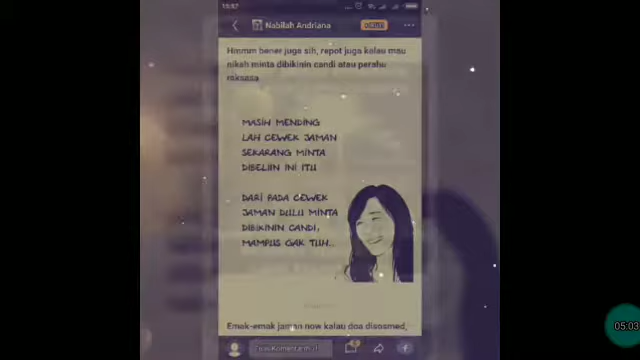 Nabilah Andriana
Hmmm bener juga sih, repot juga kalau mau
nikah minta dibikinin candi atau perahu
raksasa
MASIH MENDING
LAH CEWEK JAMAN
SEKARANG MINTA
DIBELIIN INI ITU
DARI PADA CEWEK
JAMAN DULU MINTA
DIBIKININ CANDI,
MAMPUS GAK TUH..
Emak-emak jaman now kalau doa disosmed,
05:03